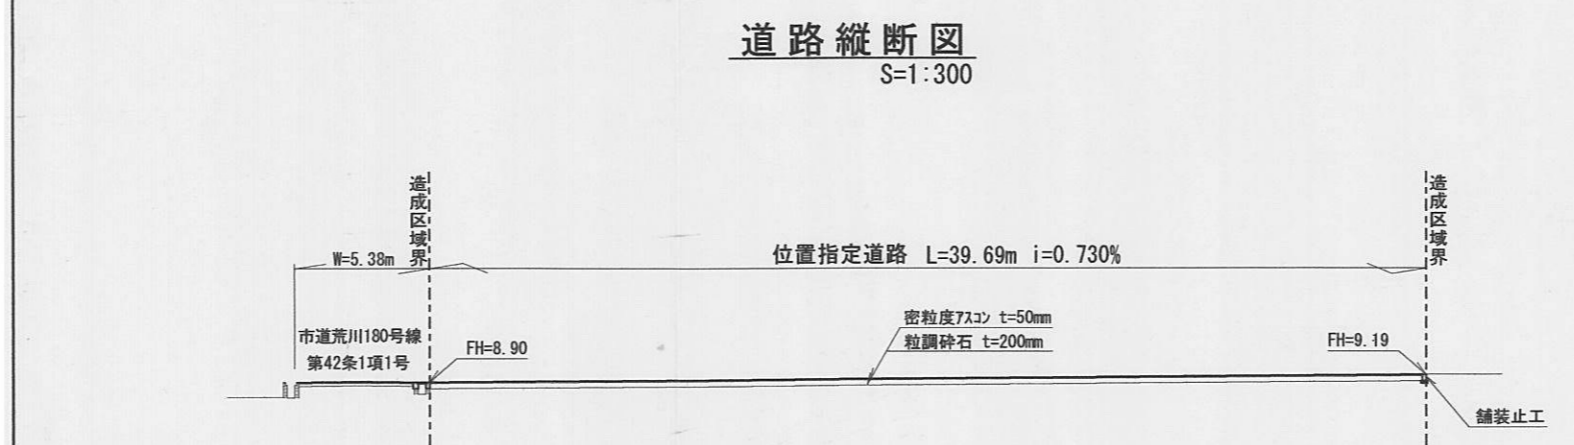 道路縦断図
S=1:300
造成区域界
造成区域界
W=5.38m
位置指定道路 L=39.69m i=0.730%
市道荒川180号線
第42条1項1号
FH=8.90
密粒度アスコン t=50mm
粒調砕石 t=200mm
FH=9.19
舗装止工